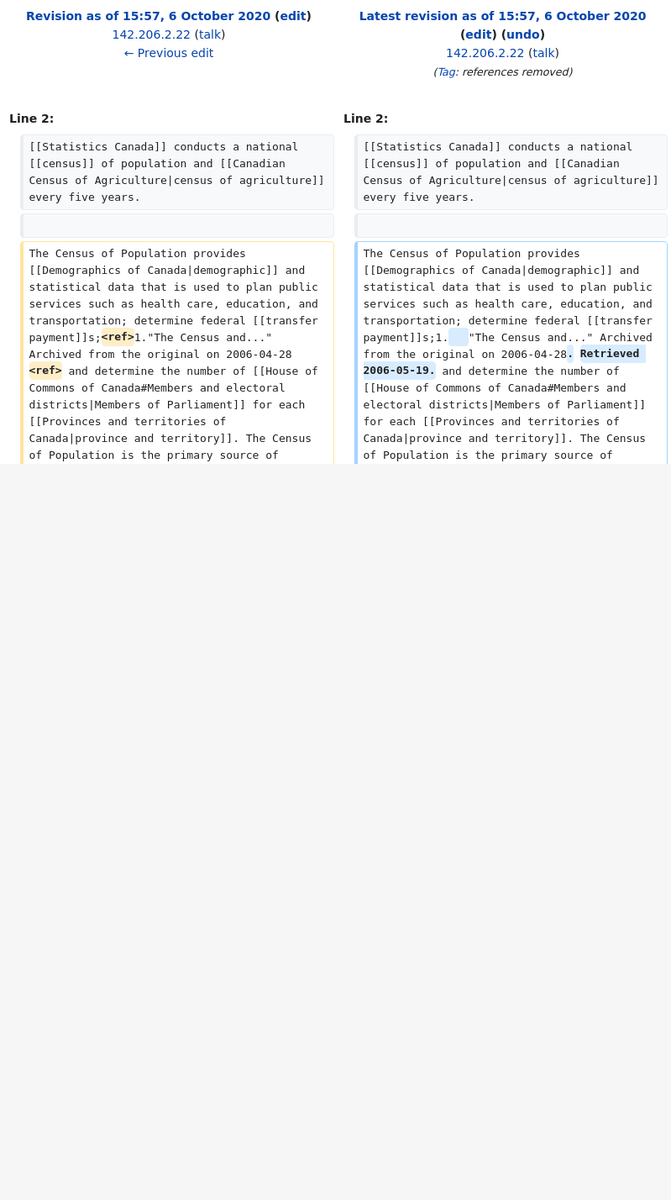 Revision as of 15:57, 6 October 2020 (edit)
142.206.2.22 (talk)
← Previous edit
Latest revision as of 15:57, 6 October 2020
(edit) (undo)
142.206.2.22 (talk)
(Tag: references removed)
Line 2:
Line 2:
[[Statistics Canada]] conducts a national
[[census]] of population and [[Canadian
Census of Agriculture|census of agriculture]]
every five years.
[[Statistics Canada]] conducts a national
[[census]] of population and [[Canadian
Census of Agriculture|census of agriculture]]
every five years.
The Census of Population provides
[[Demographics of Canada|demographic]] and
statistical data that is used to plan public
services such as health care, education, and
transportation; determine federal [[transfer
payment]]s;<ref>1."The Census and..."
Archived from the original on 2006-04-28
<ref> and determine the number of [[House of
Commons of Canada#Members and electoral
districts|Members of Parliament]] for each
[[Provinces and territories of
Canada|province and territory]]. The Census
of Population is the primary source of
The Census of Population provides
[[Demographics of Canada|demographic]] and
statistical data that is used to plan public
services such as health care, education, and
transportation; determine federal [[transfer
payment]]s;1.   "The Census and..." Archived
from the original on 2006-04-28. Retrieved
2006-05-19. and determine the number of
[[House of Commons of Canada#Members and
electoral districts|Members of Parliament]]
for each [[Provinces and territories of
Canada|province and territory]]. The Census
of Population is the primary source of